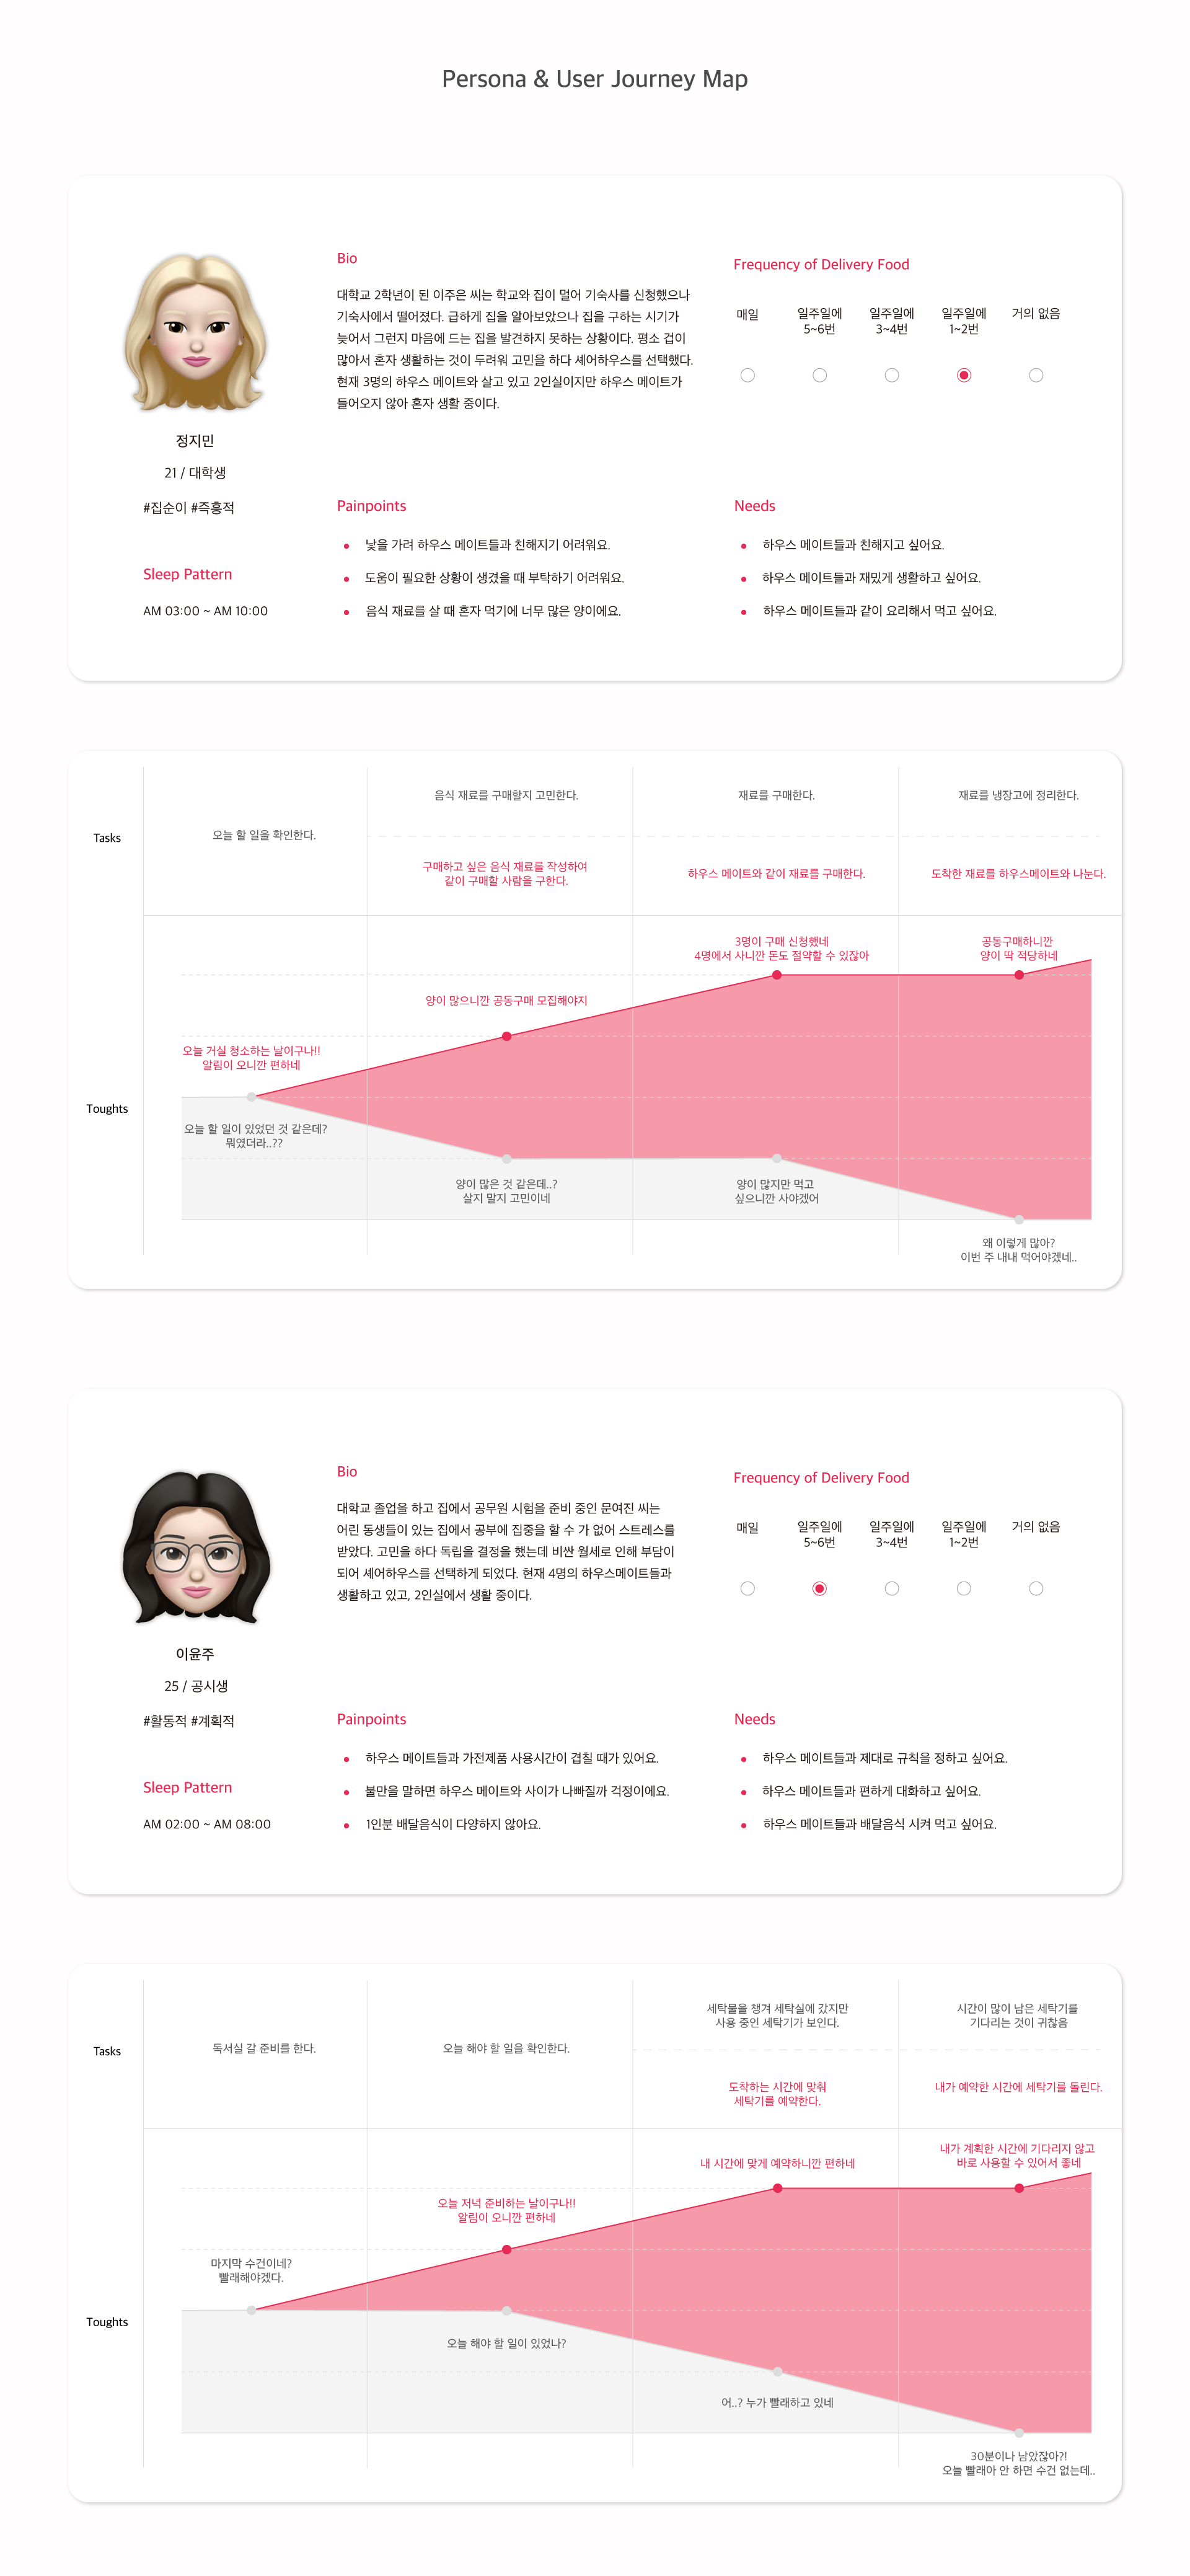 Persona & User Journey Map
정지민
21 / 대학생
#집순이 #즉흥적
Sleep Pattern
AM 03:00 ~ AM 10:00
Bio
대학교 2학년이 된 이주은 씨는 학교와 집이 멀어 기숙사를 신청했으나
기숙사에서 떨어졌다. 급하게 집을 알아보았으나 집을 구하는 시기가
늦어서 그런지 마음에 드는 집을 발견하지 못하는 상황이다. 평소 겁이
많아서 혼자 생활하는 것이 두려워 고민을 하다 셰어하우스를 선택했다.
현재 3명의 하우스 메이트와 살고 있고 2인실이지만 하우스 메이트가
들어오지 않아 혼자 생활 중이다.
Frequency of Delivery Food
매일
일주일에
5~6번
일주일에
3~4번
일주일에
1~2번
거의 없음
Painpoints
낯을 가려 하우스 메이트들과 친해지기 어려워요.
도움이 필요한 상황이 생겼을 때 부탁하기 어려워요.
음식 재료를 살 때 혼자 먹기에 너무 많은 양이에요.
Needs
하우스 메이트들과 친해지고 싶어요.
하우스 메이트들과 재밌게 생활하고 싶어요.
하우스 메이트들과 같이 요리해서 먹고 싶어요.
Tasks
오늘 할 일을 확인한다.
음식 재료를 구매할지 고민한다.
구매하고 싶은 음식 재료를 작성하여
같이 구매할 사람을 구한다.
재료를 구매한다.
하우스 메이트와 같이 재료를 구매한다.
재료를 냉장고에 정리한다.
도착한 재료를 하우스메이트와 나눈다.
Toughts
오늘 거실 청소하는 날이구나!!
알림이 오니깐 편하네
오늘 할 일이 있었던 것 같은데?
뭐였더라..??
양이 많으니깐 공동구매 모집해야지
양이 많은 것 같은데..?
살지 말지 고민이네
3명이 구매 신청했네
4명에서 사니깐 돈도 절약할 수 있잖아
양이 많지만 먹고
싶으니깐 사야겠어
공동구매하니깐
양이 딱 적당하네
왜 이렇게 많아?
이번 주 내내 먹어야겠네..
이윤주
25 / 공시생
#활동적 #계획적
Sleep Pattern
AM 02:00 ~ AM 08:00
Bio
대학교 졸업을 하고 집에서 공무원 시험을 준비 중인 문여진 씨는
어린 동생들이 있는 집에서 공부에 집중을 할 수 가 없어 스트레스를
받았다. 고민을 하다 독립을 결정을 했는데 비싼 월세로 인해 부담이
되어 셰어하우스를 선택하게 되었다. 현재 4명의 하우스메이트들과
생활하고 있고, 2인실에서 생활 중이다.
Frequency of Delivery Food
매일
일주일에
5~6번
일주일에
3~4번
일주일에
1~2번
거의 없음
Painpoints
하우스 메이트들과 가전제품 사용시간이 겹칠 때가 있어요.
불만을 말하면 하우스 메이트와 사이가 나빠질까 걱정이에요.
1인분 배달음식이 다양하지 않아요.
Needs
하우스 메이트들과 제대로 규칙을 정하고 싶어요.
하우스 메이트들과 편하게 대화하고 싶어요.
하우스 메이트들과 배달음식 시켜 먹고 싶어요.
Tasks
독서실 갈 준비를 한다.
오늘 해야 할 일을 확인한다.
세탁물을 챙겨 세탁실에 갔지만
사용 중인 세탁기가 보인다.
도착하는 시간에 맞춰
세탁기를 예약한다.
시간이 많이 남은 세탁기를
기다리는 것이 귀찮음
내가 예약한 시간에 세탁기를 돌린다.
Toughts
마지막 수건이네?
빨래해야겠다.
오늘 저녁 준비하는 날이구나!!
알림이 오니깐 편하네
오늘 해야 할 일이 있었나?
내 시간에 맞게 예약하니깐 편하네
어..? 누가 빨래하고 있네
내가 계획한 시간에 기다리지 않고
바로 사용할 수 있어서 좋네
30분이나 남았잖아?!
오늘 빨래아 안 하면 수건 없는데..